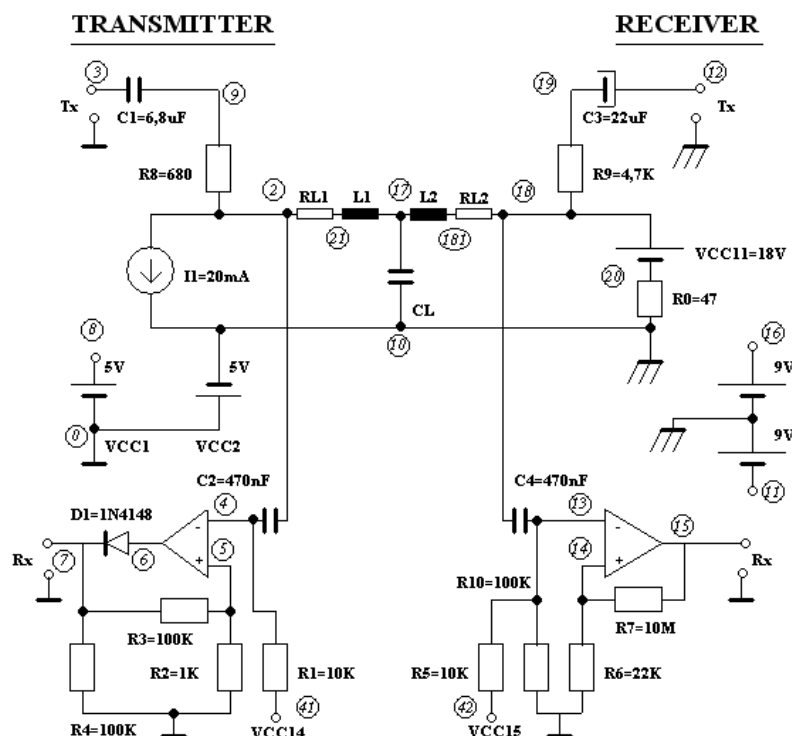 TRANSMITTER
RECEIVER
3
9
19
12
Tx
C1=6,8uF
C3=22uF
Tx
R8=680
R9=4,7K
2
RL1
L1
17
L2
RL2
18
21
181
I1=20mA
VCC11=18V
20
R0=47
CL
10
8
5V
5V
16
9V
0
VCC1
VCC2
9V
11
C2=470nF
C4=470nF
D1=1N4148
4
13
15
Rx
7
6
5
14
Rx
R3=100K
R10=100K
R7=10M
R2=1K
R1=10K
R5=10K
R6=22K
R4=100K
41
VCC14
42
VCC15